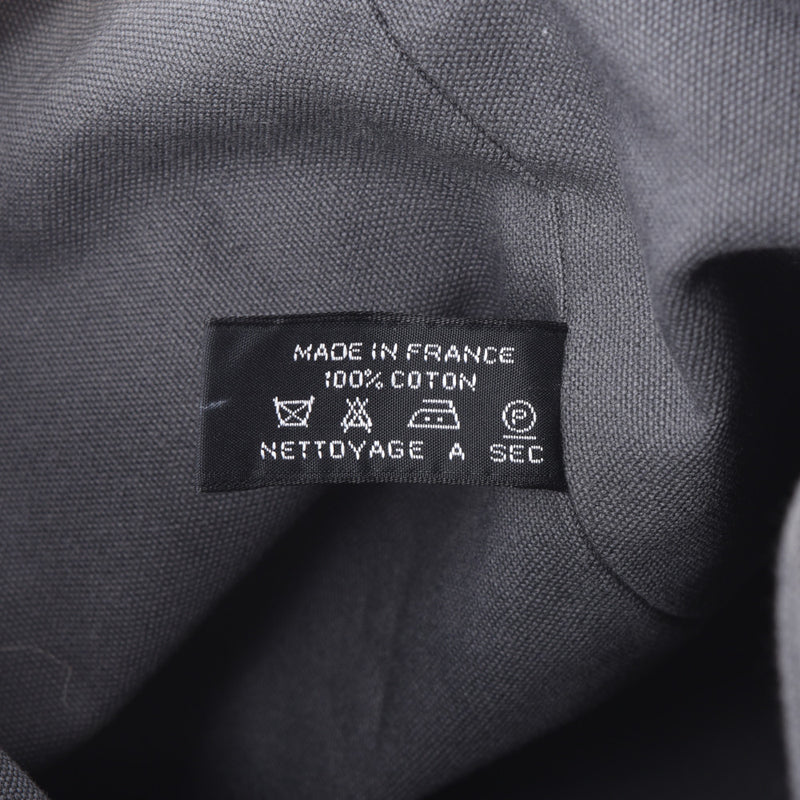 MADE IN FRANCE
100% COTON
P
NETTOYAGE A SEC